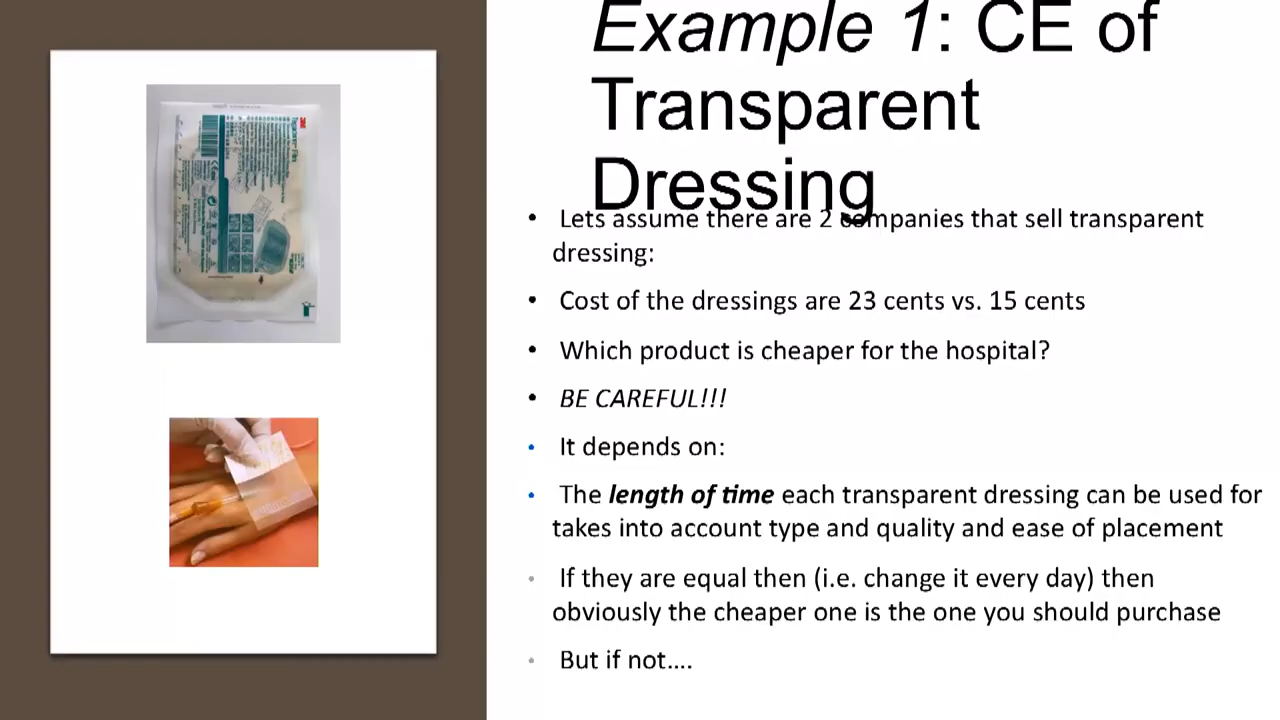 Example 1: CE of
Transparent
Dressing
• Lets assume there are 2 companies that sell transparent
dressing:
• Cost of the dressings are 23 cents vs. 15 cents
• Which product is cheaper for the hospital?
• BE CAREFUL!!!
• It depends on:
• The length of time each transparent dressing can be used for
takes into account type and quality and ease of placement
• If they are equal then (i.e. change it every day) then
obviously the cheaper one is the one you should purchase
• But if not....
3M